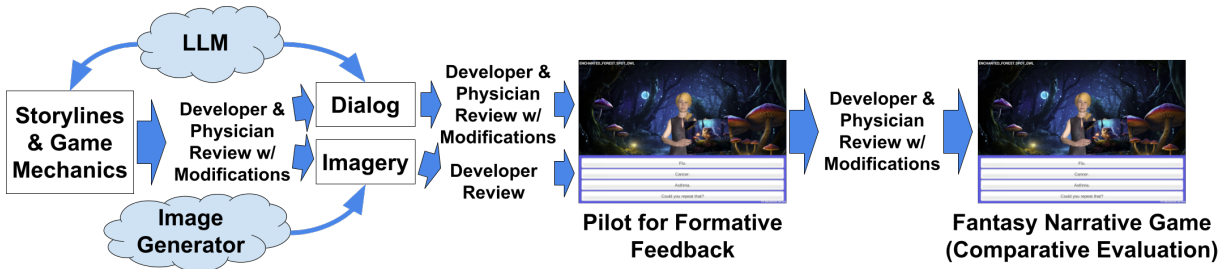 LLM
Storylines
& Game
Mechanics
Developer &
Physician
Review w/
Modifications
Dialog
Imagery
Image
Generator
Developer &
Physician
Review w/
Modifications
Developer
Review
ENCHANTED_FOREST_SPOT_OWL
Flu.
Cancer.
Asthma.
Could you repeat that?
Pilot for Formative
Feedback
Developer &
Physician
Review w/
Modifications
ENCHANTED_FOREST_SPOT_OWL
Flu.
Cancer.
Asthma.
Could you repeat that?
Fantasy Narrative Game
(Comparative Evaluation)